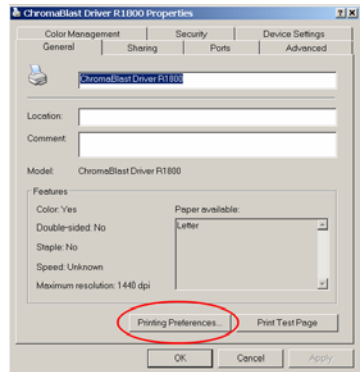 ChromaBlast Driver R1800 Properties
Color Management Security Device Settings
General Sharing Ports Advanced
ChromaBlast Driver R1800
Location:
Comment:
Model: ChromaBlast Driver R1800
Features
Color: Yes Paper available:
Double-sided: No Letter
Staple: No
Speed: Unknown
Maximum resolution: 1440 dpi
Printing Preferences... Print Test Page
OK Cancel Apply